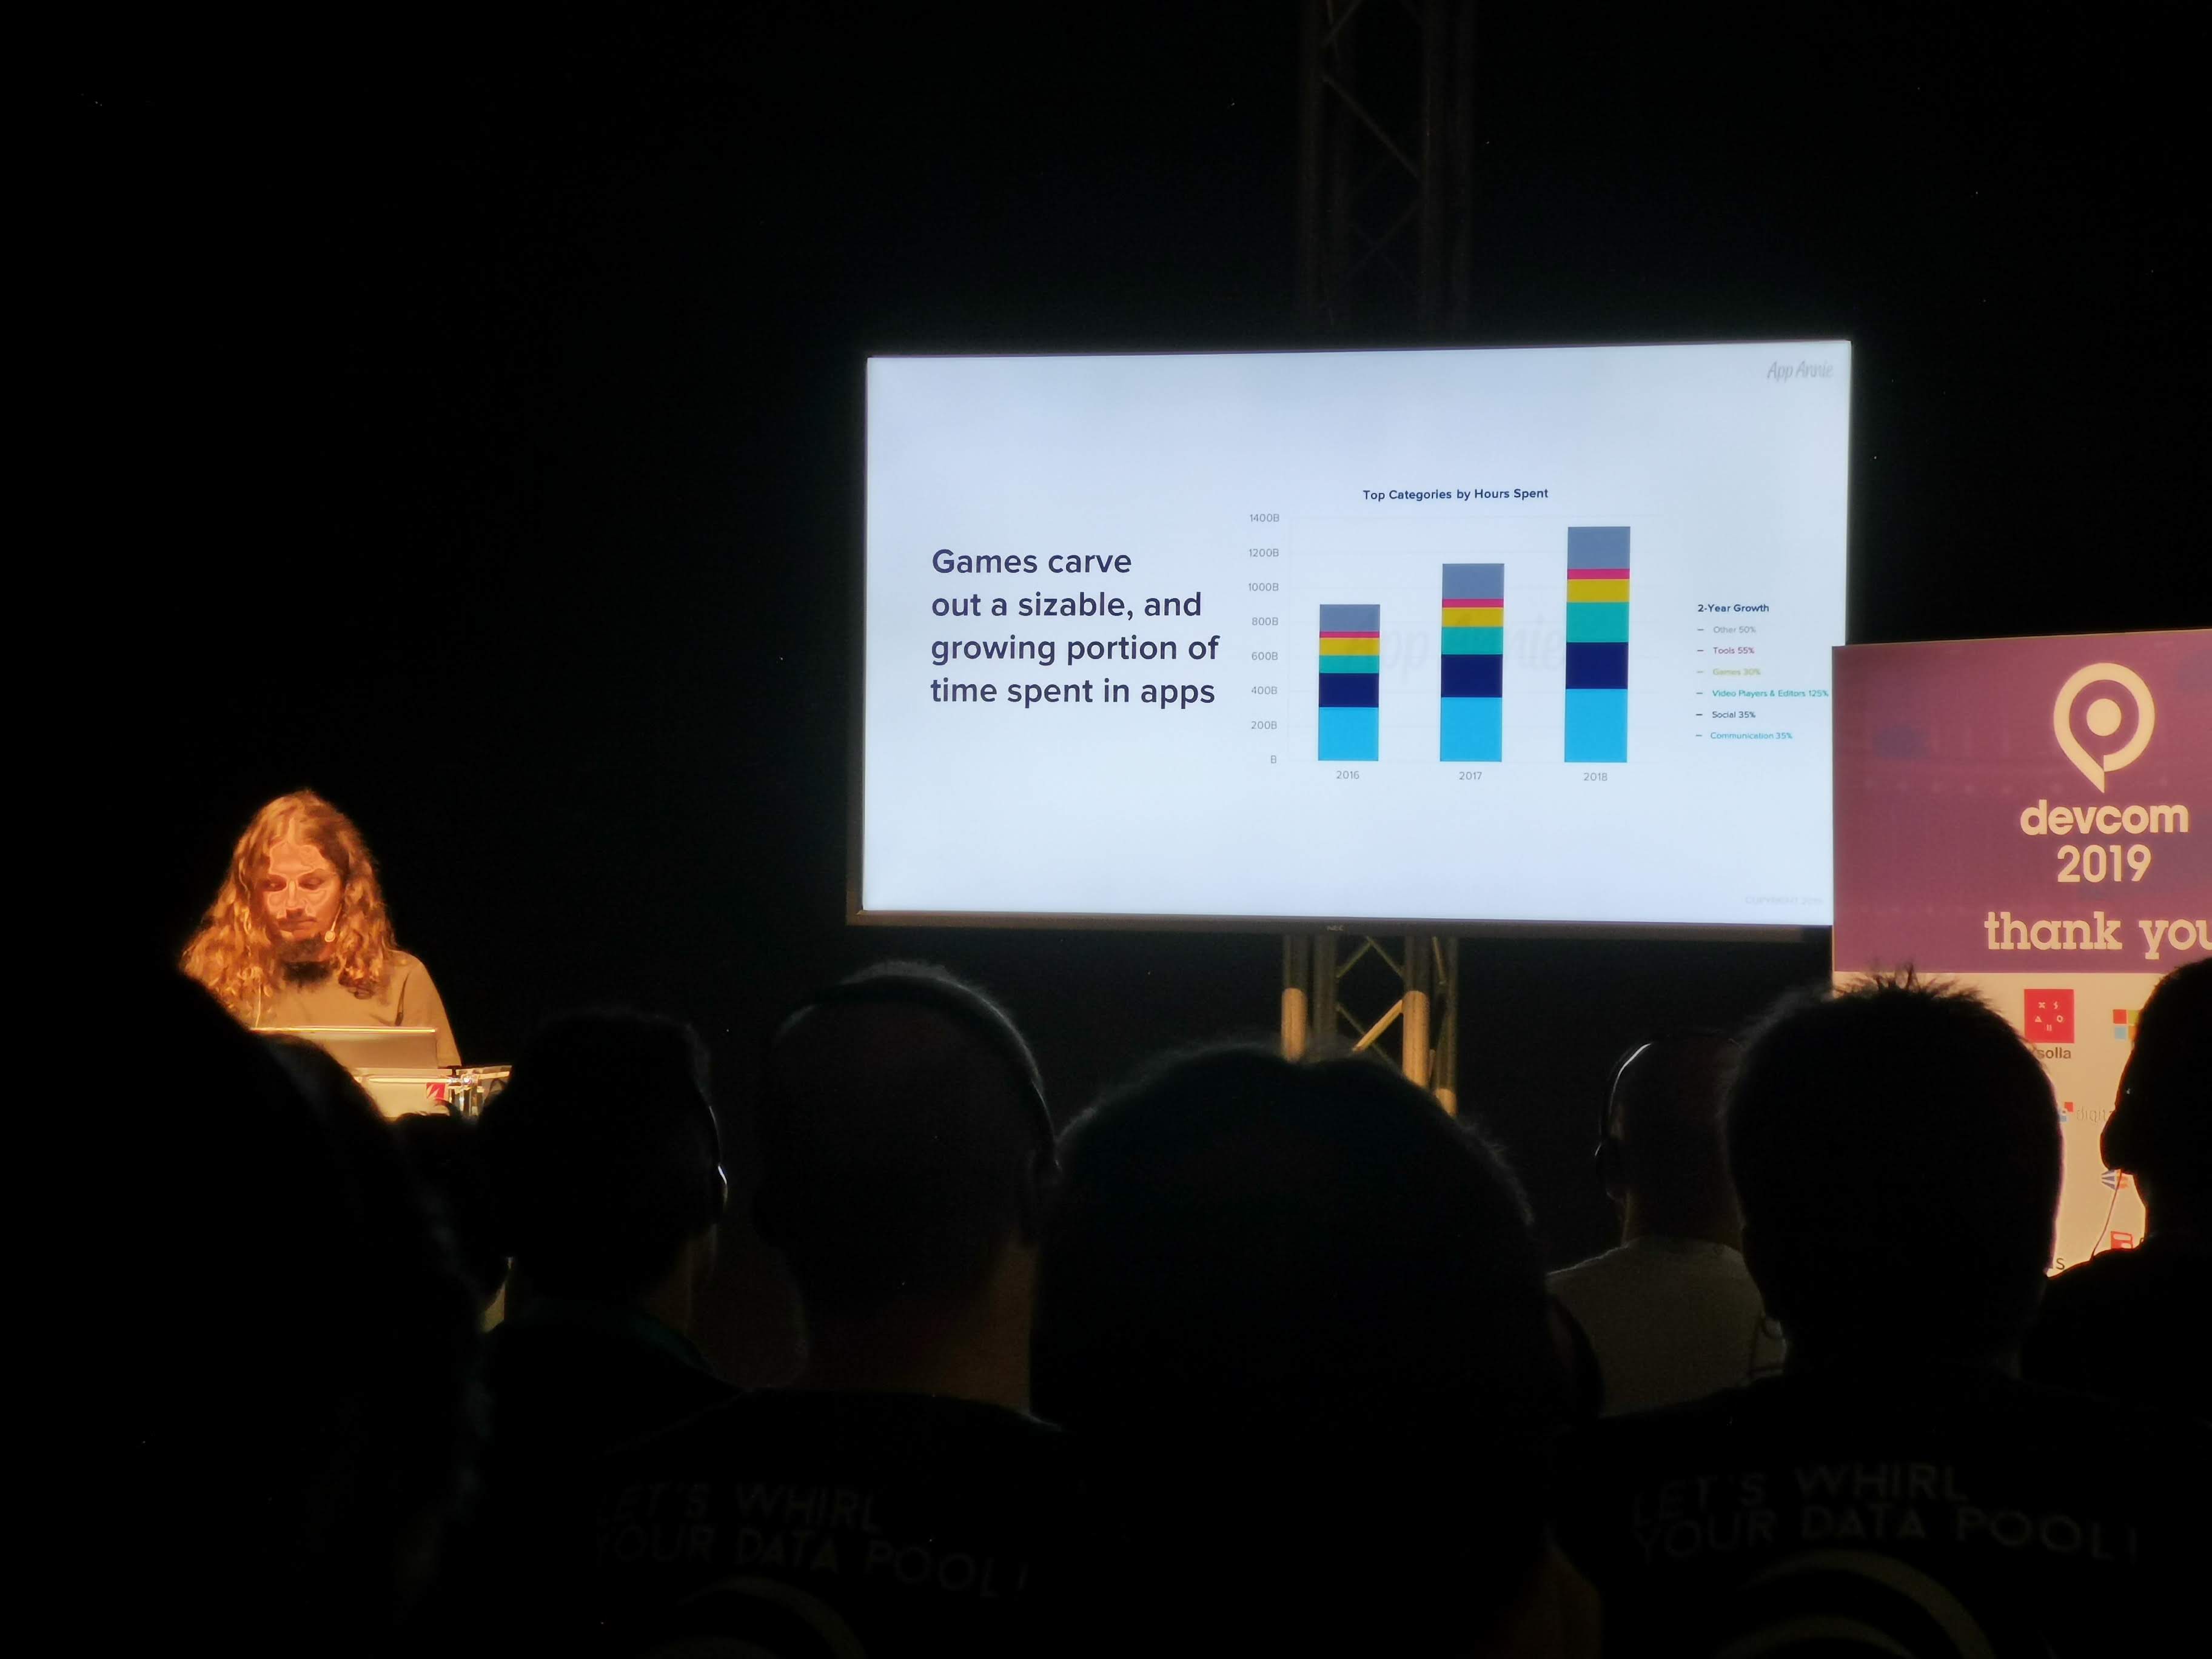 App Annie
Games carve
out a sizable, and
growing portion of
time spent in apps
Top Categories by Hours Spent
1400B
1200B
1000B
800B
600B
400B
200B
B
2016
2017
2018
2-Year Growth
Other 50%
Tools 55%
Games 30%
Video Players & Editors 125%
Social 35%
Communication 35%
devcom
2019
thank you
LET'S WHIRL
YOUR DATA POOL!
LET'S WHIRL
YOUR DATA POOL!